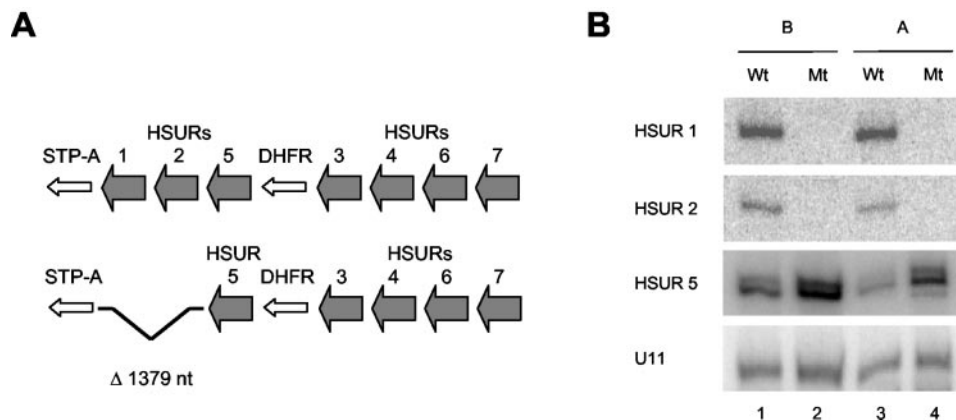 A
HSURs HSURs
STP-A 1 2 5 DHFR 3 4 6 7
HSUR HSURs
STP-A 5 DHFR 3 4 6 7
Δ 1379 nt
B
B A
Wt Mt Wt Mt
HSUR 1
HSUR 2
HSUR 5
U11
1 2 3 4